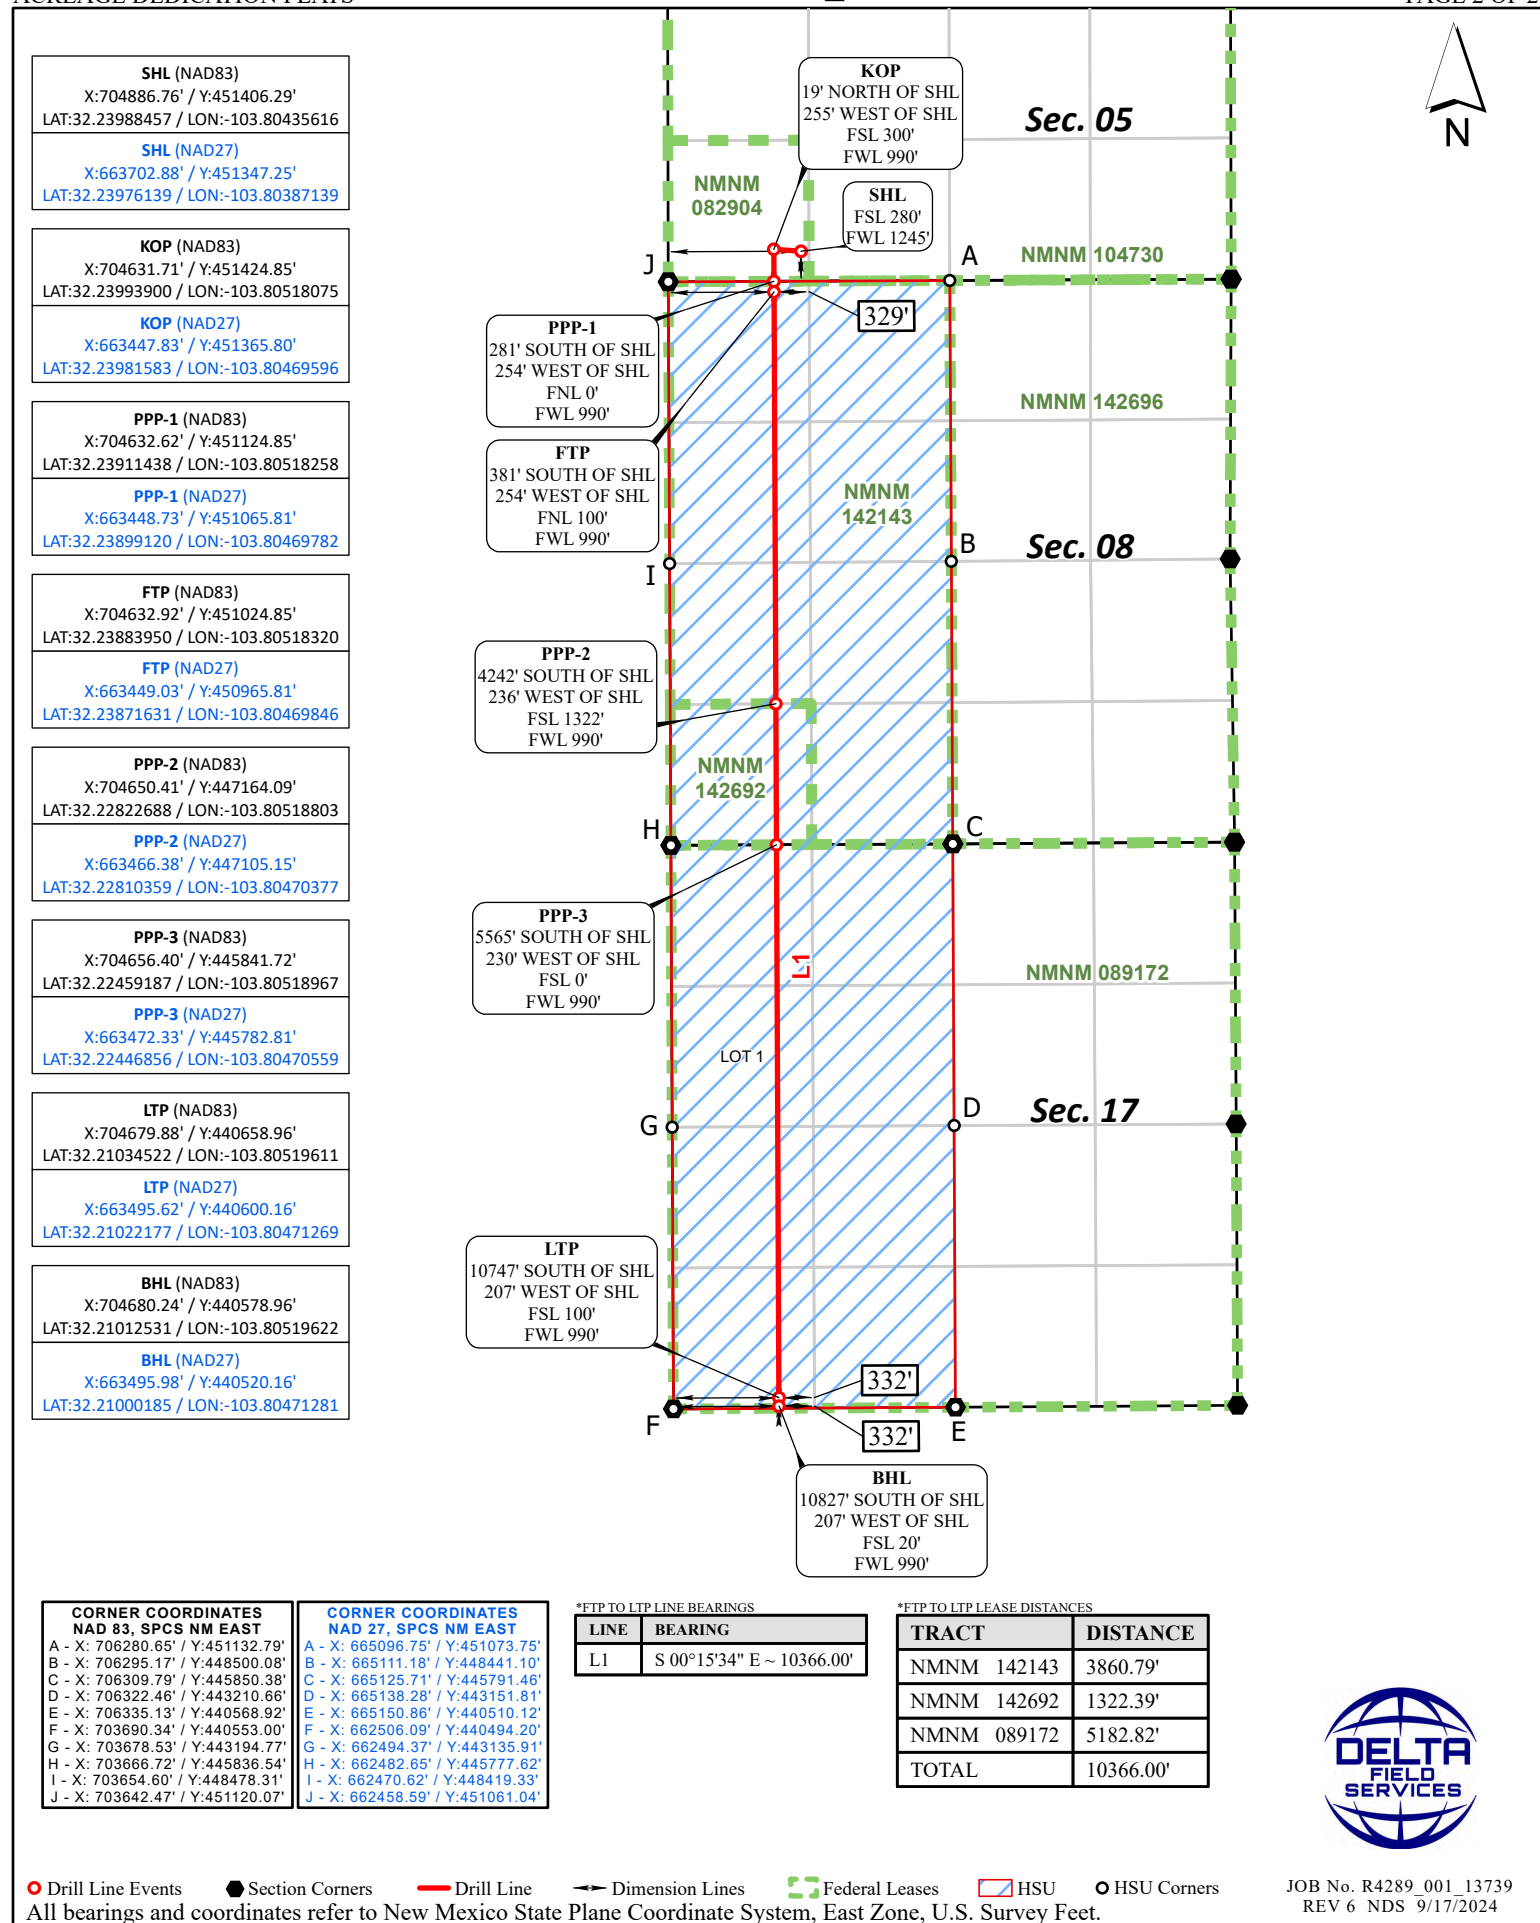 SHL (NAD83)
X:704886.76' / Y:451406.29'
LAT:32.23988457 / LON:-103.80435616
SHL (NAD27)
X:663702.88' / Y:451347.25'
LAT:32.23976139 / LON:-103.80387139
KOP (NAD83)
X:704631.71' / Y:451424.85'
LAT:32.23993900 / LON:-103.80518075
KOP (NAD27)
X:663447.83' / Y:451365.80'
LAT:32.23981583 / LON:-103.80469596
PPP-1 (NAD83)
X:704632.62' / Y:451124.85'
LAT:32.23911438 / LON:-103.80518258
PPP-1 (NAD27)
X:663448.73' / Y:451065.81'
LAT:32.23899120 / LON:-103.80469782
FTP (NAD83)
X:704632.92' / Y:451024.85'
LAT:32.23883950 / LON:-103.80518320
FTP (NAD27)
X:663449.03' / Y:450965.81'
LAT:32.23871631 / LON:-103.80469846
PPP-2 (NAD83)
X:704650.41' / Y:447164.09'
LAT:32.22822688 / LON:-103.80518803
PPP-2 (NAD27)
X:663466.38' / Y:447105.15'
LAT:32.22810359 / LON:-103.80470377
PPP-3 (NAD83)
X:704656.40' / Y:445841.72'
LAT:32.22459187 / LON:-103.80518967
PPP-3 (NAD27)
X:663472.33' / Y:445782.81'
LAT:32.22446856 / LON:-103.80470559
LTP (NAD83)
X:704679.88' / Y:440658.96'
LAT:32.21034522 / LON:-103.80519611
LTP (NAD27)
X:663495.62' / Y:440600.16'
LAT:32.21022177 / LON:-103.80471269
BHL (NAD83)
X:704680.24' / Y:440578.96'
LAT:32.21012531 / LON:-103.80519622
BHL (NAD27)
X:663495.98' / Y:440520.16'
LAT:32.21000185 / LON:-103.80471281
KOP
19' NORTH OF SHL
255' WEST OF SHL
FSL 300'
FWL 990'
Sec. 05
N
NMNM
082904
SHL
FSL 280'
FWL 1245'
J
A
NMNM 104730
329'
PPP-1
281' SOUTH OF SHL
254' WEST OF SHL
FNL 0'
FWL 990'
NMNM 142696
FTP
381' SOUTH OF SHL
254' WEST OF SHL
FNL 100'
FWL 990'
NMNM
142143
B
Sec. 08
I
PPP-2
4242' SOUTH OF SHL
236' WEST OF SHL
FSL 1322'
FWL 990'
NMNM
142692
H
C
PPP-3
5565' SOUTH OF SHL
230' WEST OF SHL
FSL 0'
FWL 990'
L1
NMNM 089172
LOT 1
G
D
Sec. 17
LTP
10747' SOUTH OF SHL
207' WEST OF SHL
FSL 100'
FWL 990'
332'
F
E
332'
BHL
10827' SOUTH OF SHL
207' WEST OF SHL
FSL 20'
FWL 990'
CORNER COORDINATES
NAD 83, SPCS NM EAST
A - X: 706280.65' / Y:451132.79'
B - X: 706295.17' / Y:448500.08'
C - X: 706309.79' / Y:445850.38'
D - X: 706322.46' / Y:443210.66'
E - X: 706335.13' / Y:440568.92'
F - X: 703690.34' / Y:440553.00'
G - X: 703678.53' / Y:443194.77'
H - X: 703666.72' / Y:445836.54'
I - X: 703654.60' / Y:448478.31'
J - X: 703642.47' / Y:451120.07'
CORNER COORDINATES
NAD 27, SPCS NM EAST
A - X: 665096.75' / Y:451073.75'
B - X: 665111.18' / Y:448441.10'
C - X: 665125.71' / Y:445791.46'
D - X: 665138.28' / Y:443151.81'
E - X: 665150.86' / Y:440510.12'
F - X: 662506.09' / Y:440494.20'
G - X: 662494.37' / Y:443135.91'
H - X: 662482.65' / Y:445777.62'
I - X: 662470.62' / Y:448419.33'
J - X: 662458.59' / Y:451061.04'
*FTP TO LTP LINE BEARINGS
LINE BEARING
L1 S 00°15'34" E ~ 10366.00'
*FTP TO LTP LEASE DISTANCES
TRACT DISTANCE
NMNM 142143 3860.79'
NMNM 142692 1322.39'
NMNM 089172 5182.82'
TOTAL 10366.00'
DELTA
FIELD
SERVICES
Drill Line Events Section Corners Drill Line Dimension Lines Federal Leases HSU HSU Corners
All bearings and coordinates refer to New Mexico State Plane Coordinate System, East Zone, U.S. Survey Feet.
JOB No. R4289_001_13739
REV 6 NDS 9/17/2024